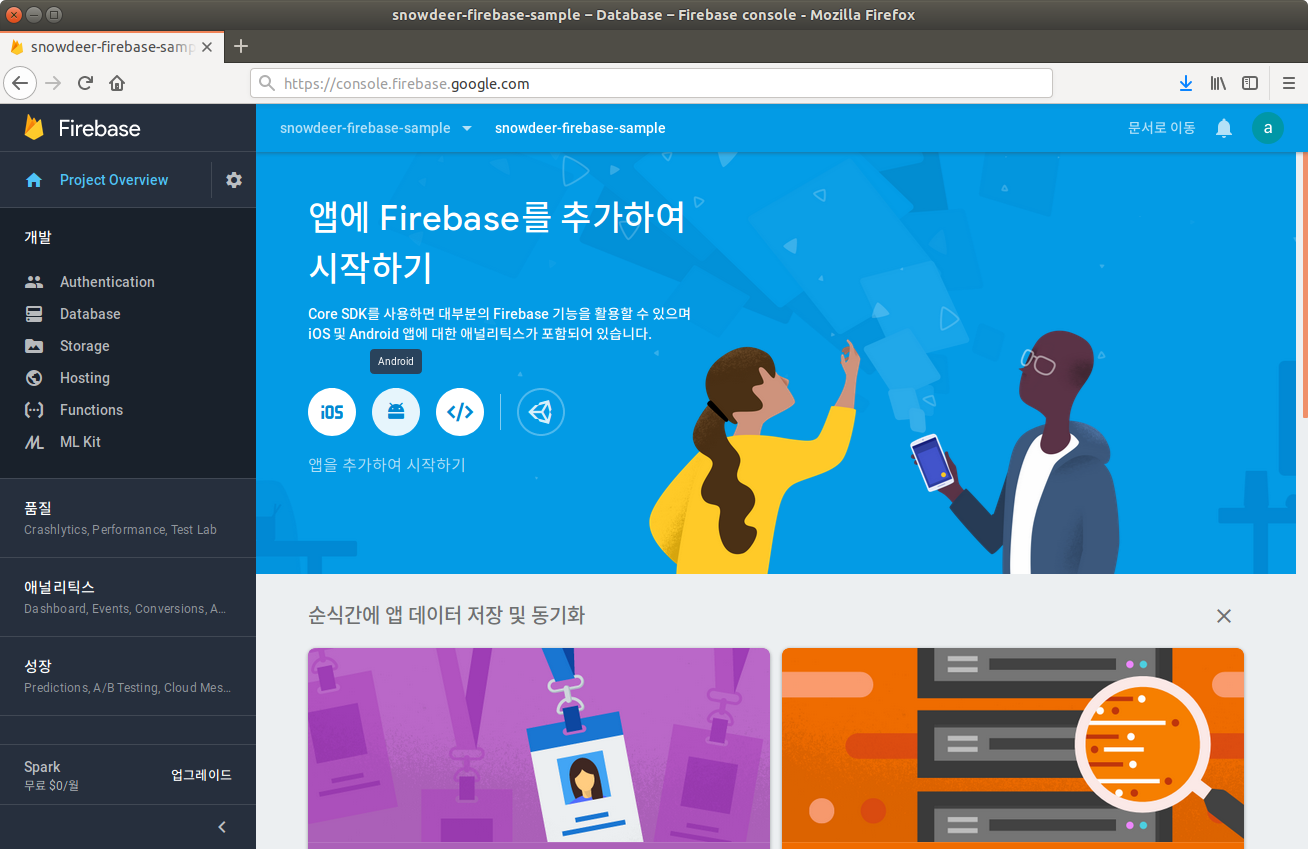 snowdeer-firebase-sample – Database – Firebase console - Mozilla Firefox
snowdeer-firebase-samp
https://console.firebase.google.com
Firebase
snowdeer-firebase-sample
snowdeer-firebase-sample
문서로 이동
a
Project Overview
개발
Authentication
Database
Storage
Hosting
Functions
ML Kit
품질
Crashlytics, Performance, Test Lab
애널리틱스
Dashboard, Events, Conversions, A...
성장
Predictions, A/B Testing, Cloud Mes...
Spark
무료 $0/월
업그레이드
앱에 Firebase를 추가하여
시작하기
Core SDK를 사용하면 대부분의 Firebase 기능을 활용할 수 있으며
iOS 및 Android 앱에 대한 애널리틱스가 포함되어 있습니다.
Android
iOS
앱을 추가하여 시작하기
순식간에 앱 데이터 저장 및 동기화